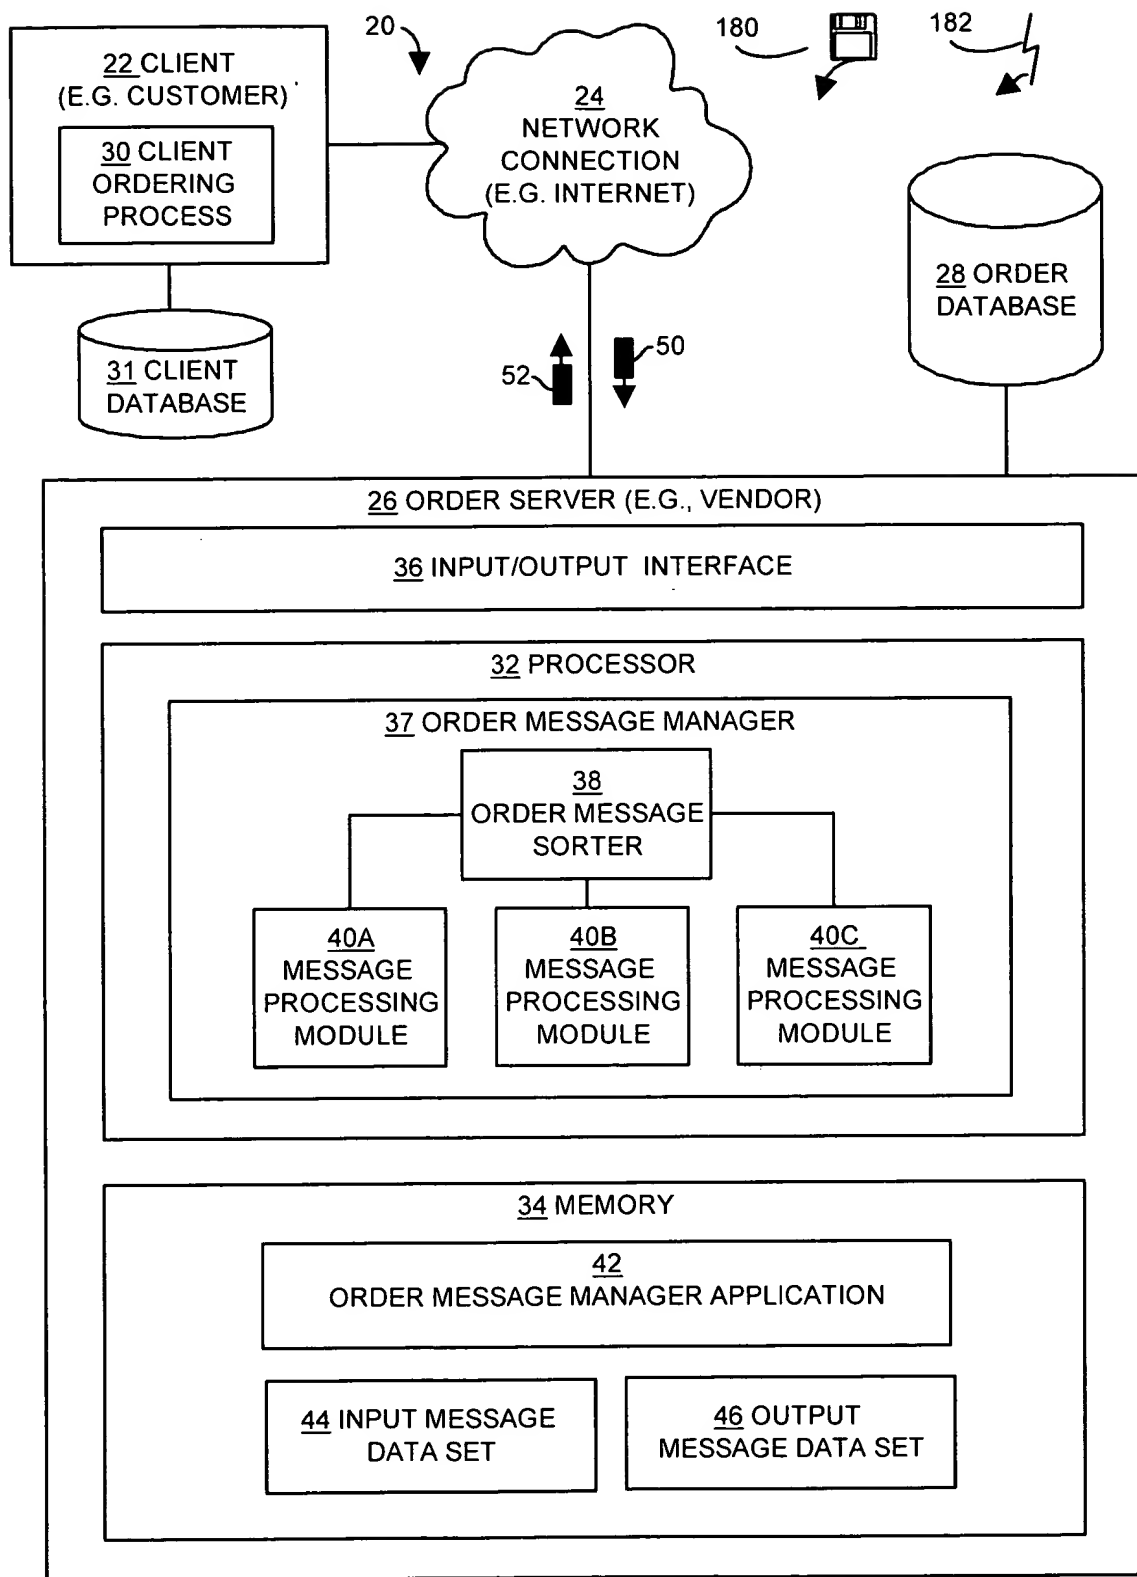 20
180
182
22 CLIENT
(E.G. CUSTOMER)
30 CLIENT
ORDERING
PROCESS
24
NETWORK
CONNECTION
(E.G. INTERNET)
28 ORDER
DATABASE
31 CLIENT
DATABASE
52
50
26 ORDER SERVER (E.G., VENDOR)
36 INPUT/OUTPUT INTERFACE
32 PROCESSOR
37 ORDER MESSAGE MANAGER
38
ORDER MESSAGE
SORTER
40A
MESSAGE
PROCESSING
MODULE
40B
MESSAGE
PROCESSING
MODULE
40C
MESSAGE
PROCESSING
MODULE
34 MEMORY
42
ORDER MESSAGE MANAGER APPLICATION
44 INPUT MESSAGE
DATA SET
46 OUTPUT
MESSAGE DATA SET